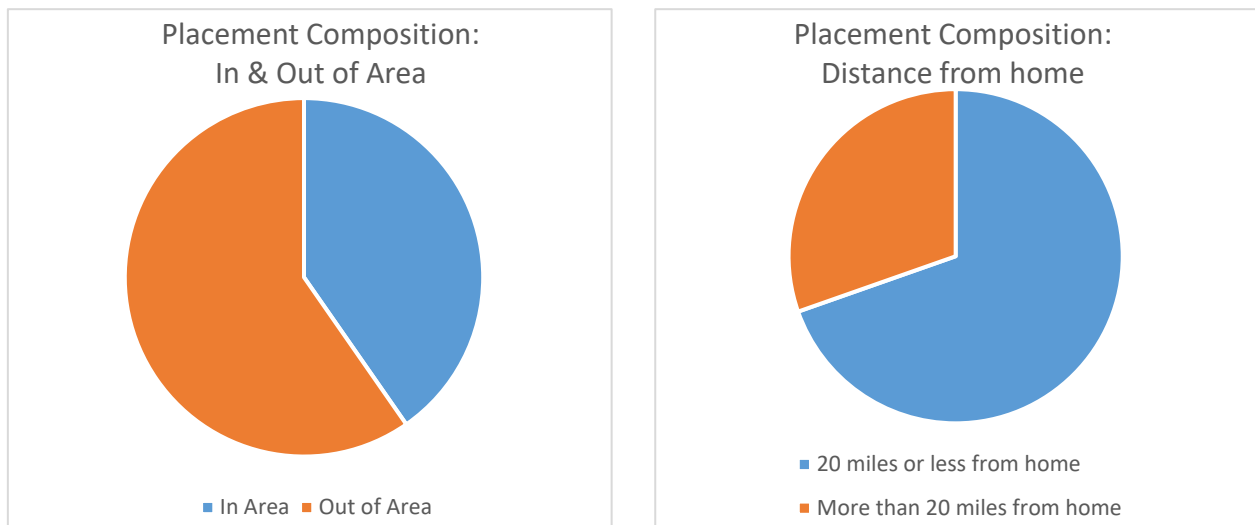 Placement Composition:
In & Out of Area
In Area
Out of Area
Placement Composition:
Distance from home
20 miles or less from home
More than 20 miles from home